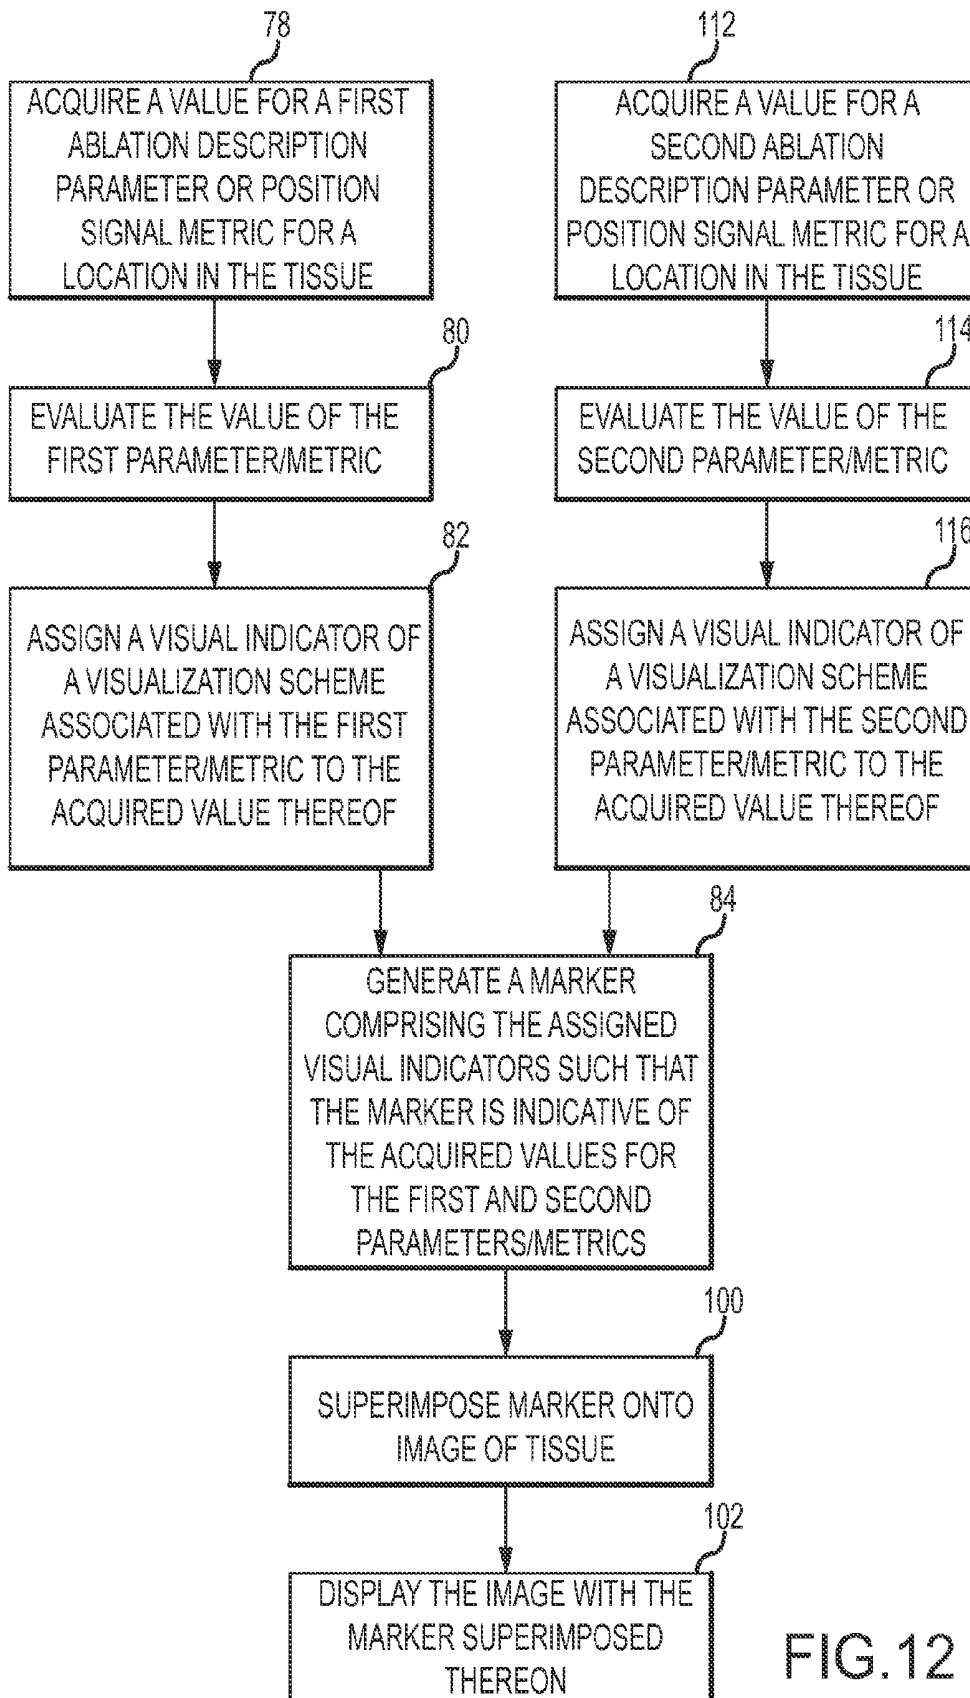 78
ACQUIRE A VALUE FOR A FIRST
ABLATION DESCRIPTION
PARAMETER OR POSITION
SIGNAL METRIC FOR A
LOCATION IN THE TISSUE
112
ACQUIRE A VALUE FOR A
SECOND ABLATION
DESCRIPTION PARAMETER OR
POSITION SIGNAL METRIC FOR A
LOCATION IN THE TISSUE
80
EVALUATE THE VALUE OF THE
FIRST PARAMETER/METRIC
114
EVALUATE THE VALUE OF THE
SECOND PARAMETER/METRIC
82
ASSIGN A VISUAL INDICATOR OF
A VISUALIZATION SCHEME
ASSOCIATED WITH THE FIRST
PARAMETER/METRIC TO THE
ACQUIRED VALUE THEREOF
116
ASSIGN A VISUAL INDICATOR OF
A VISUALIZATION SCHEME
ASSOCIATED WITH THE SECOND
PARAMETER/METRIC TO THE
ACQUIRED VALUE THEREOF
84
GENERATE A MARKER
COMPRISING THE ASSIGNED
VISUAL INDICATORS SUCH THAT
THE MARKER IS INDICATIVE OF
THE ACQUIRED VALUES FOR
THE FIRST AND SECOND
PARAMETERS/METRICS
100
SUPERIMPOSE MARKER ONTO
IMAGE OF TISSUE
102
DISPLAY THE IMAGE WITH THE
MARKER SUPERIMPOSED
THEREON
FIG.12